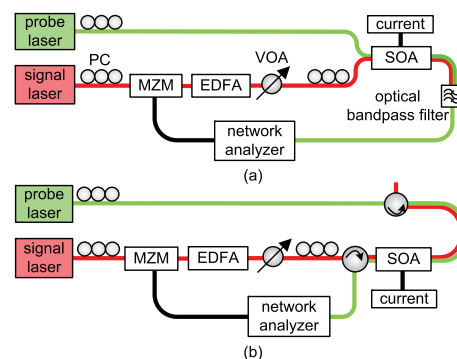 probe
laser
current
PC
VOA
SOA
signal
laser
MZM
EDFA
optical
bandpass filter
network
analyzer
(a)
probe
laser
signal
laser
MZM
EDFA
SOA
current
network
analyzer
(b)